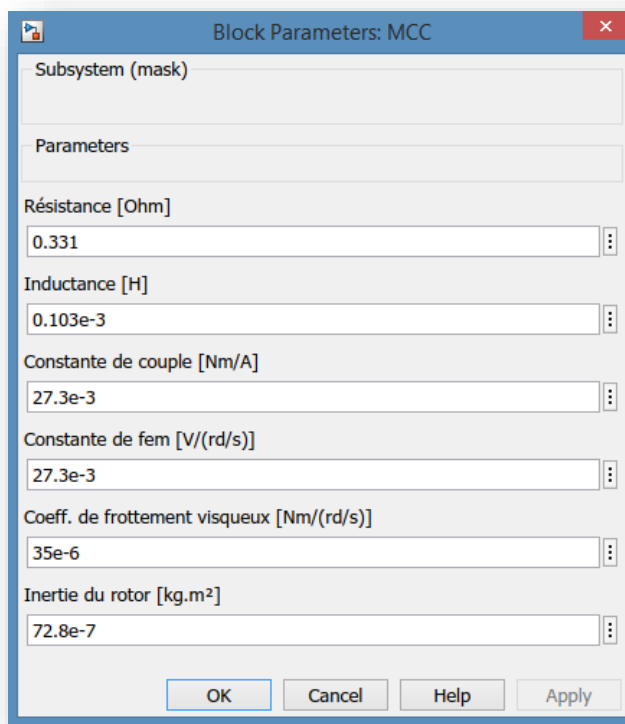 Block Parameters: MCC
Subsystem (mask)
Parameters
Résistance [Ohm]
0.331
Inductance [H]
0.103e-3
Constante de couple [Nm/A]
27.3e-3
Constante de fem [V/(rd/s)]
27.3e-3
Coeff. de frottement visqueux [Nm/(rd/s)]
35e-6
Inertie du rotor [kg.m²]
72.8e-7
OK Cancel Help Apply